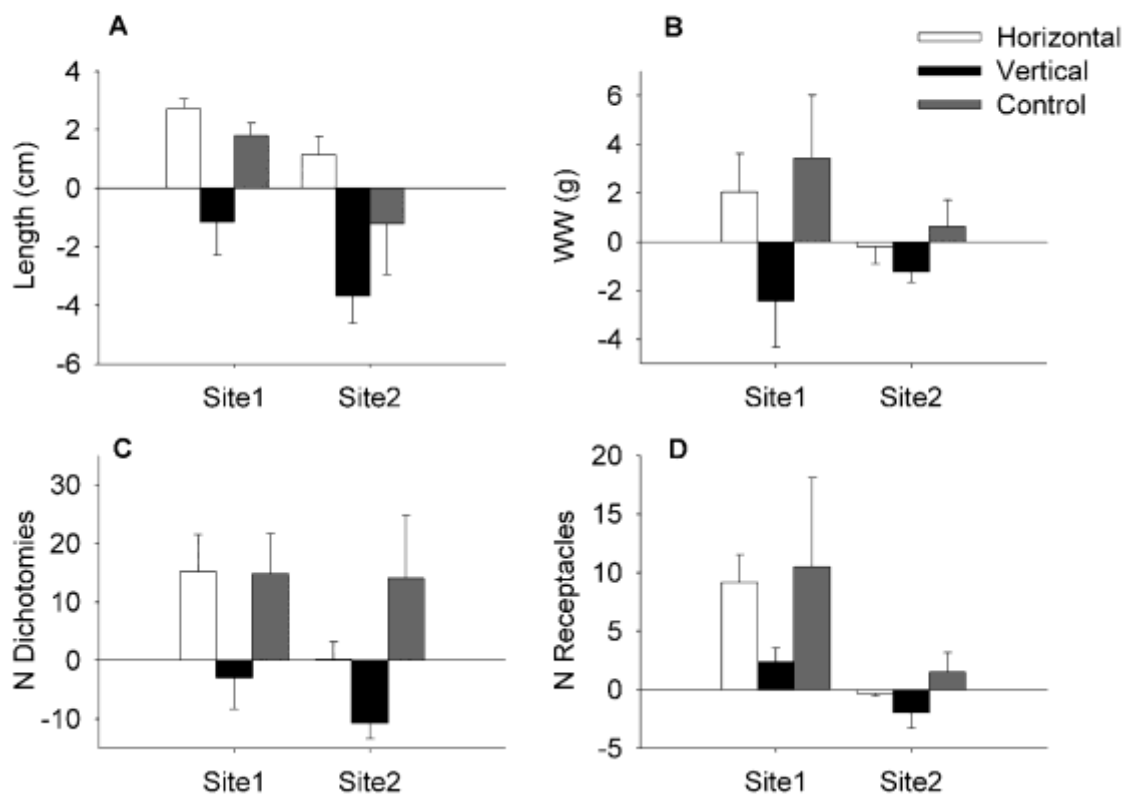 A
B
Horizontal
Vertical
Control
Length (cm)
4
2
0
-2
-4
-6
Site1
Site2
WW (g)
6
4
2
0
-2
-4
Site1
Site2
C
D
N Dichotomies
30
20
10
0
-10
Site1
Site2
N Receptacles
20
15
10
5
0
-5
Site1
Site2